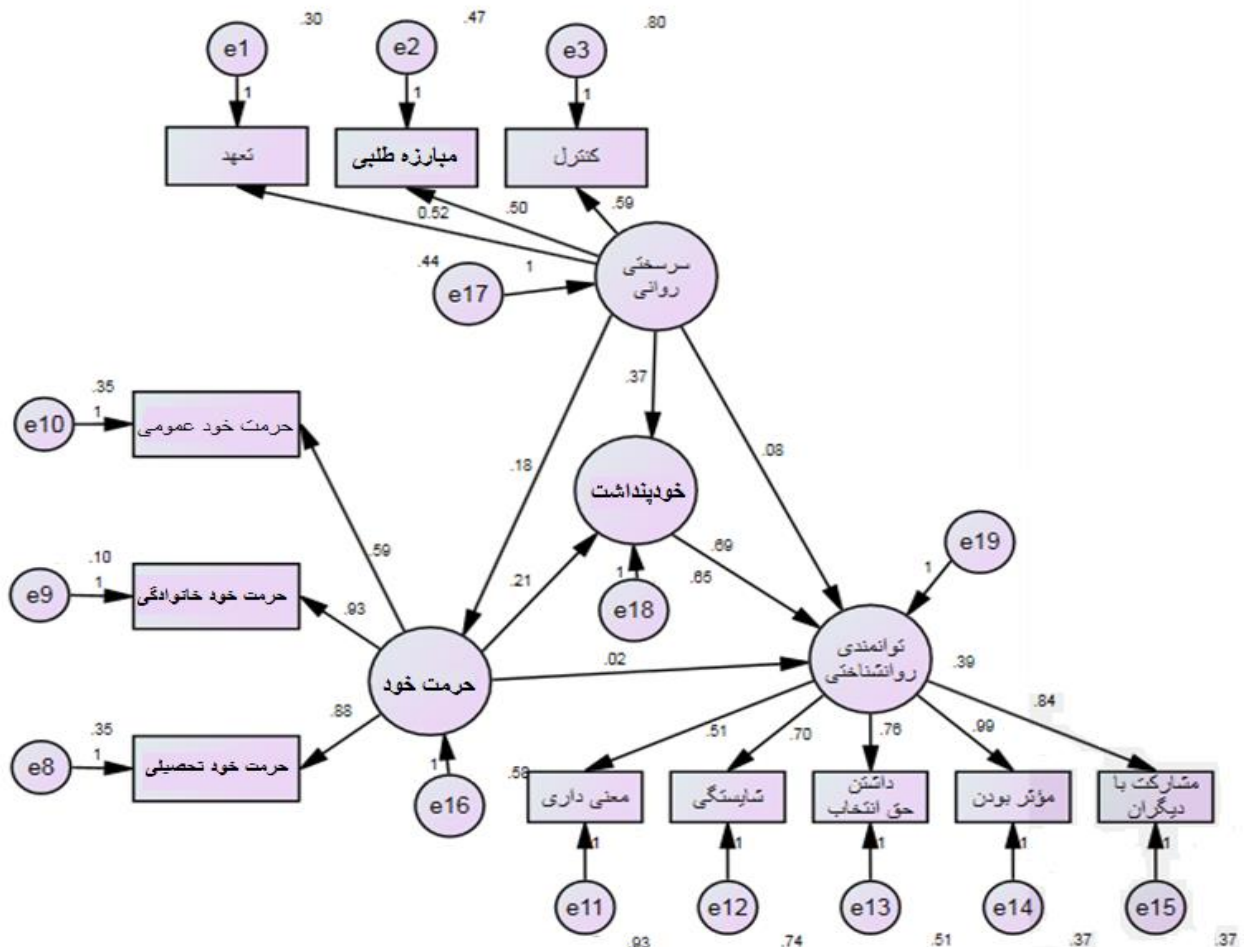 .30
.47
.80
e1
e2
e3
1
1
1
تعهد
مبارزه طلبی
کنترل
0.52
.50
.59
.44
1
e17
سرسختی
روانی
.37
.18
.08
.35
1
e10
حرمت خود عمومی
خودپنداشت
.59
.10
1
e9
حرمت خود خانوادگی
.93
.21
1
e18
.69
.65
1
e19
حرمت خود
.02
توانمندی
روانشناختی
.39
.35
1
e8
حرمت خود تحصیلی
.88
1
e16
.58
.51
.70
.76
.99
.84
معنی داری
شایستگی
داشتن
حق انتخاب
مؤثر بودن
مشارکت با
دیگران
1
1
1
1
1
e11
e12
e13
e14
e15
.93
.74
.51
.37
.37